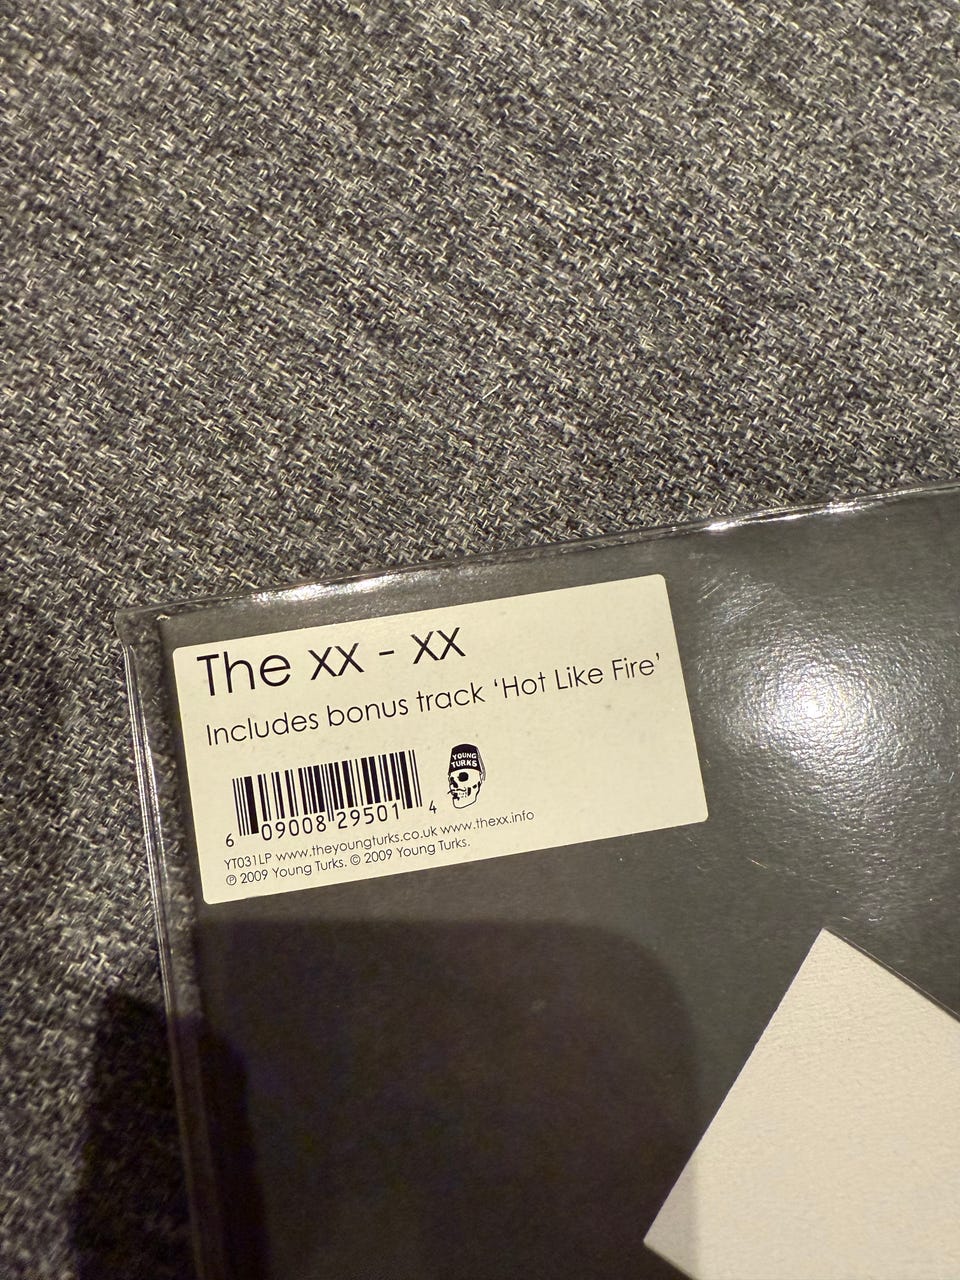 The xx - xx
Includes bonus track ‘Hot Like Fire’
YOUNG
TURKS
6 09008 29501 4
YT031LP www.theyoungturks.co.uk www.thexx.info
℗ 2009 Young Turks. © 2009 Young Turks.